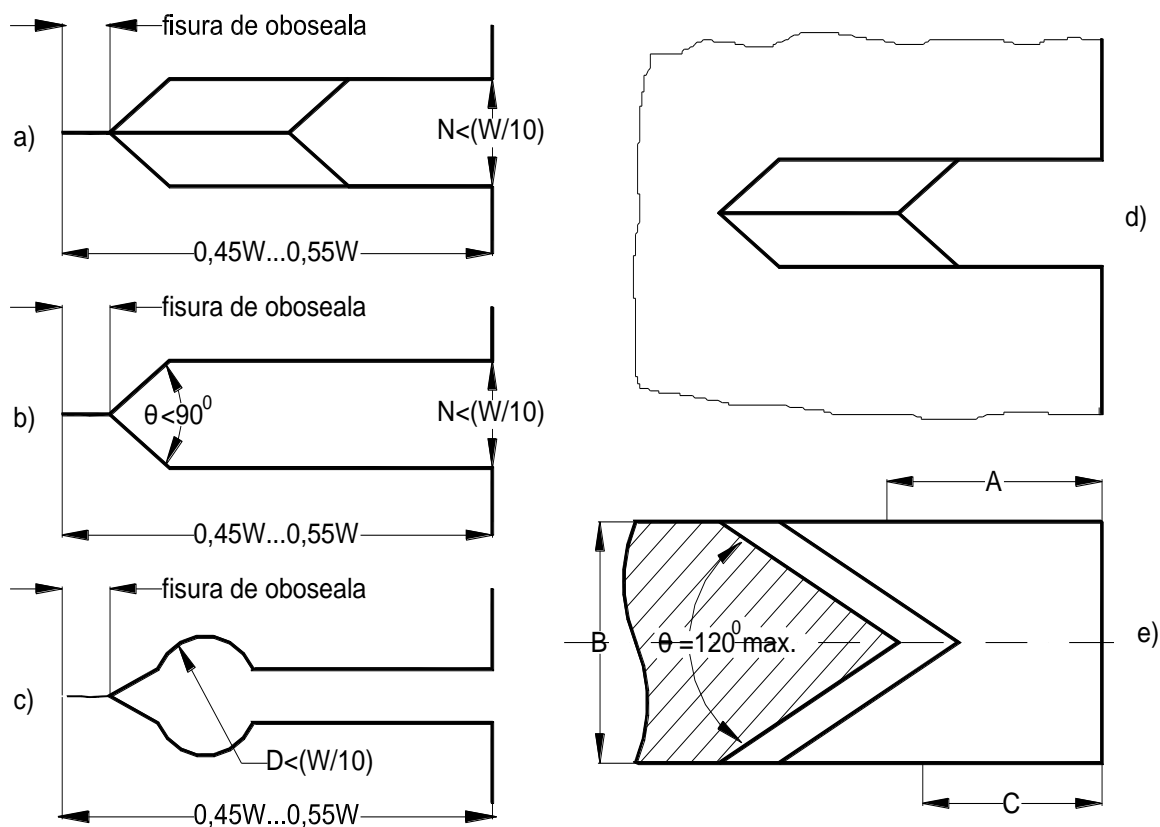 fisura de oboseala
a)
N<(W/10)
0,45W...0,55W
fisura de oboseala
b)
θ<90⁰
N<(W/10)
0,45W...0,55W
fisura de oboseala
c)
D<(W/10)
0,45W...0,55W
d)
A
B
θ=120⁰ max.
e)
C